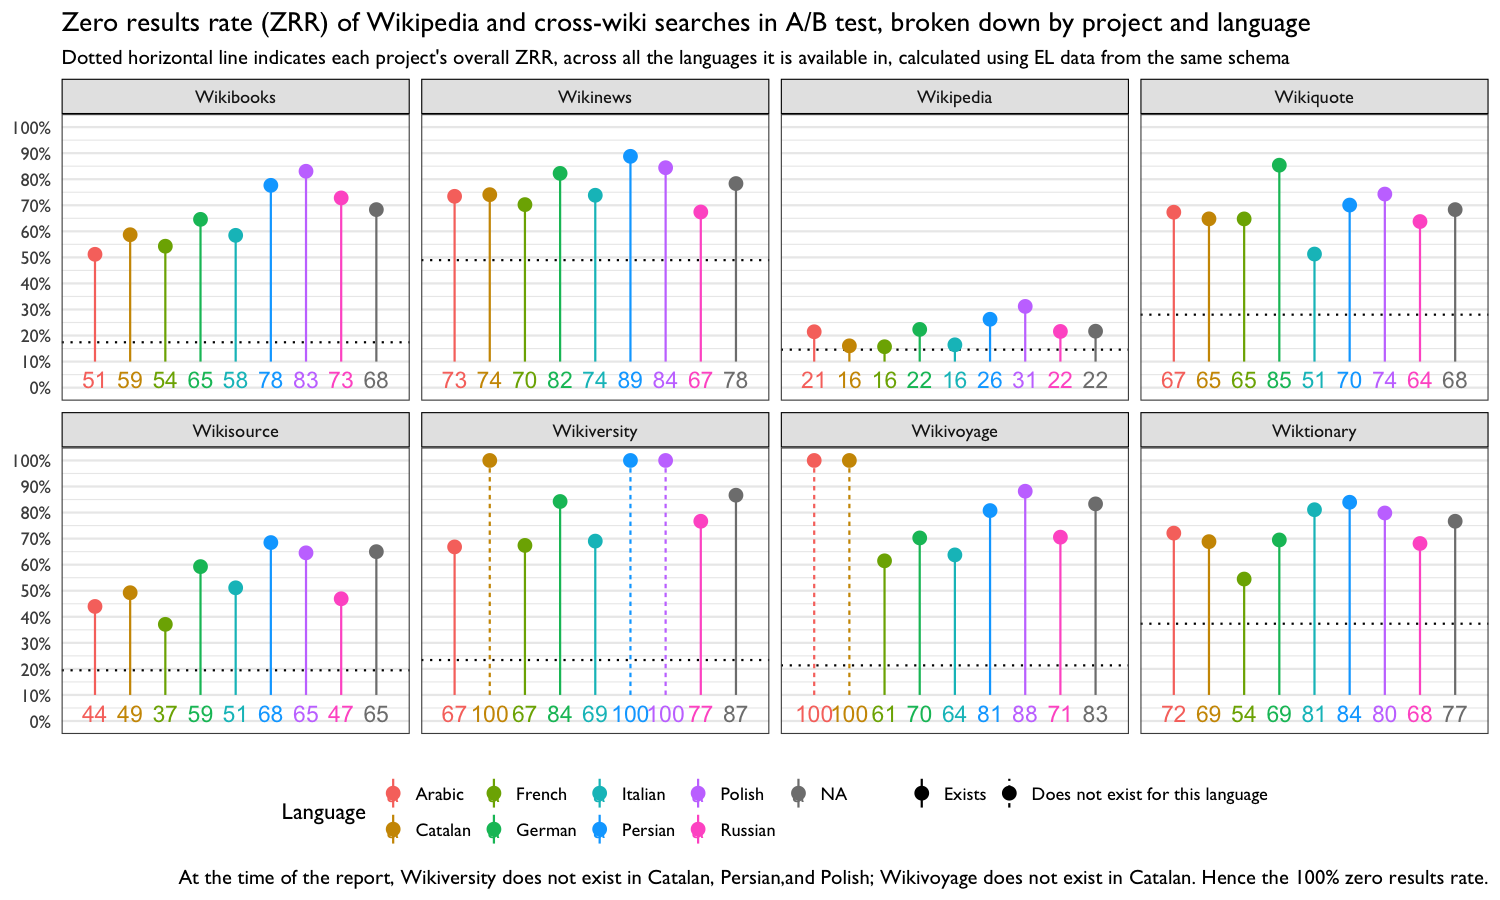 Zero results rate (ZRR) of Wikipedia and cross-wiki searches in A/B test, broken down by project and language
Dotted horizontal line indicates each project's overall ZRR, across all the languages it is available in, calculated using EL data from the same schema
Wikibooks Wikinews Wikipedia Wikiquote
100%
90%
80%
70%
60%
50%
40%
30%
20%
10%
0%
51 59 54 65 58 78 83 73 68
73 74 70 82 74 89 84 67 78
21 16 16 22 16 26 31 22 22
67 65 65 85 51 70 74 64 68
Wikisource Wikiversity Wikivoyage Wiktionary
100%
90%
80%
70%
60%
50%
40%
30%
20%
10%
0%
44 49 37 59 51 68 65 47 65
67 100 67 84 69 100 100 77 87
100 100 61 70 64 81 88 71 83
72 69 54 69 81 84 80 68 77
Language
Arabic French Italian Polish NA
Catalan German Persian Russian
Exists Does not exist for this language
At the time of the report, Wikiversity does not exist in Catalan, Persian,and Polish; Wikivoyage does not exist in Catalan. Hence the 100% zero results rate.